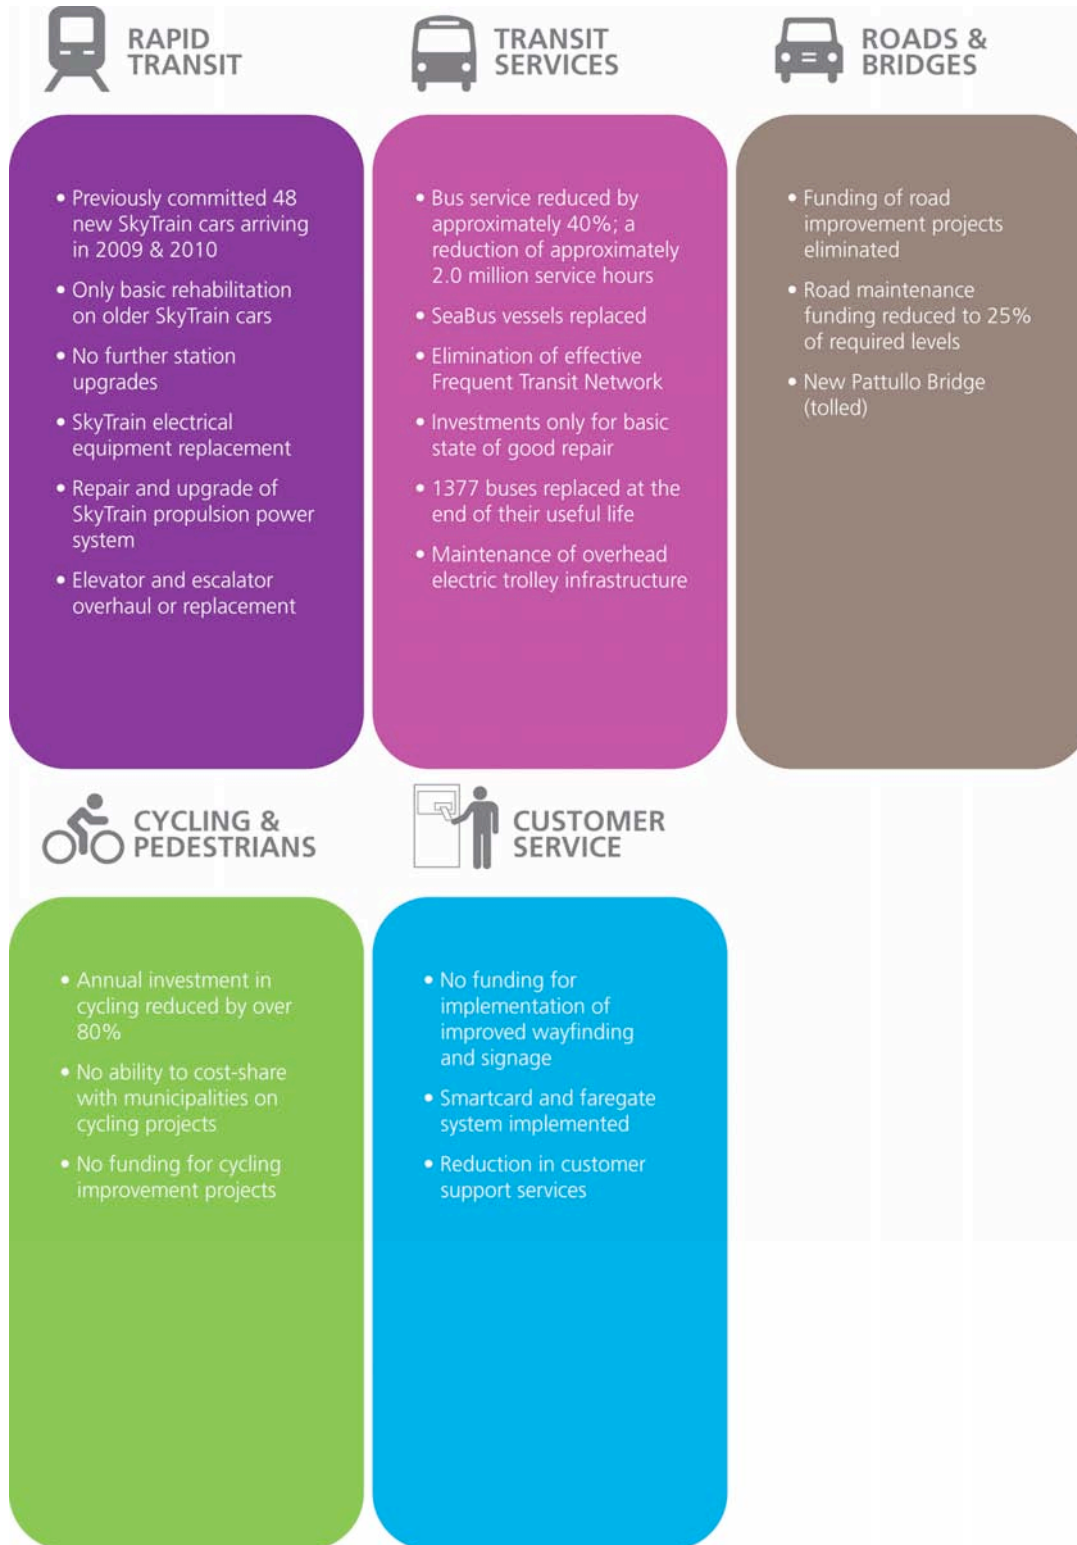 RAPID
TRANSIT
• Previously committed 48
new SkyTrain cars arriving
in 2009 & 2010
• Only basic rehabilitation
on older SkyTrain cars
• No further station
upgrades
• SkyTrain electrical
equipment replacement
• Repair and upgrade of
SkyTrain propulsion power
system
• Elevator and escalator
overhaul or replacement
TRANSIT
SERVICES
• Bus service reduced by
approximately 40%; a
reduction of approximately
2.0 million service hours
• SeaBus vessels replaced
• Elimination of effective
Frequent Transit Network
• Investments only for basic
state of good repair
• 1377 buses replaced at the
end of their useful life
• Maintenance of overhead
electric trolley infrastructure
ROADS &
BRIDGES
• Funding of road
improvement projects
eliminated
• Road maintenance
funding reduced to 25%
of required levels
• New Pattullo Bridge
(tolled)
CYCLING &
PEDESTRIANS
• Annual investment in
cycling reduced by over
80%
• No ability to cost-share
with municipalities on
cycling projects
• No funding for cycling
improvement projects
CUSTOMER
SERVICE
• No funding for
implementation of
improved wayfinding
and signage
• Smartcard and faregate
system implemented
• Reduction in customer
support services